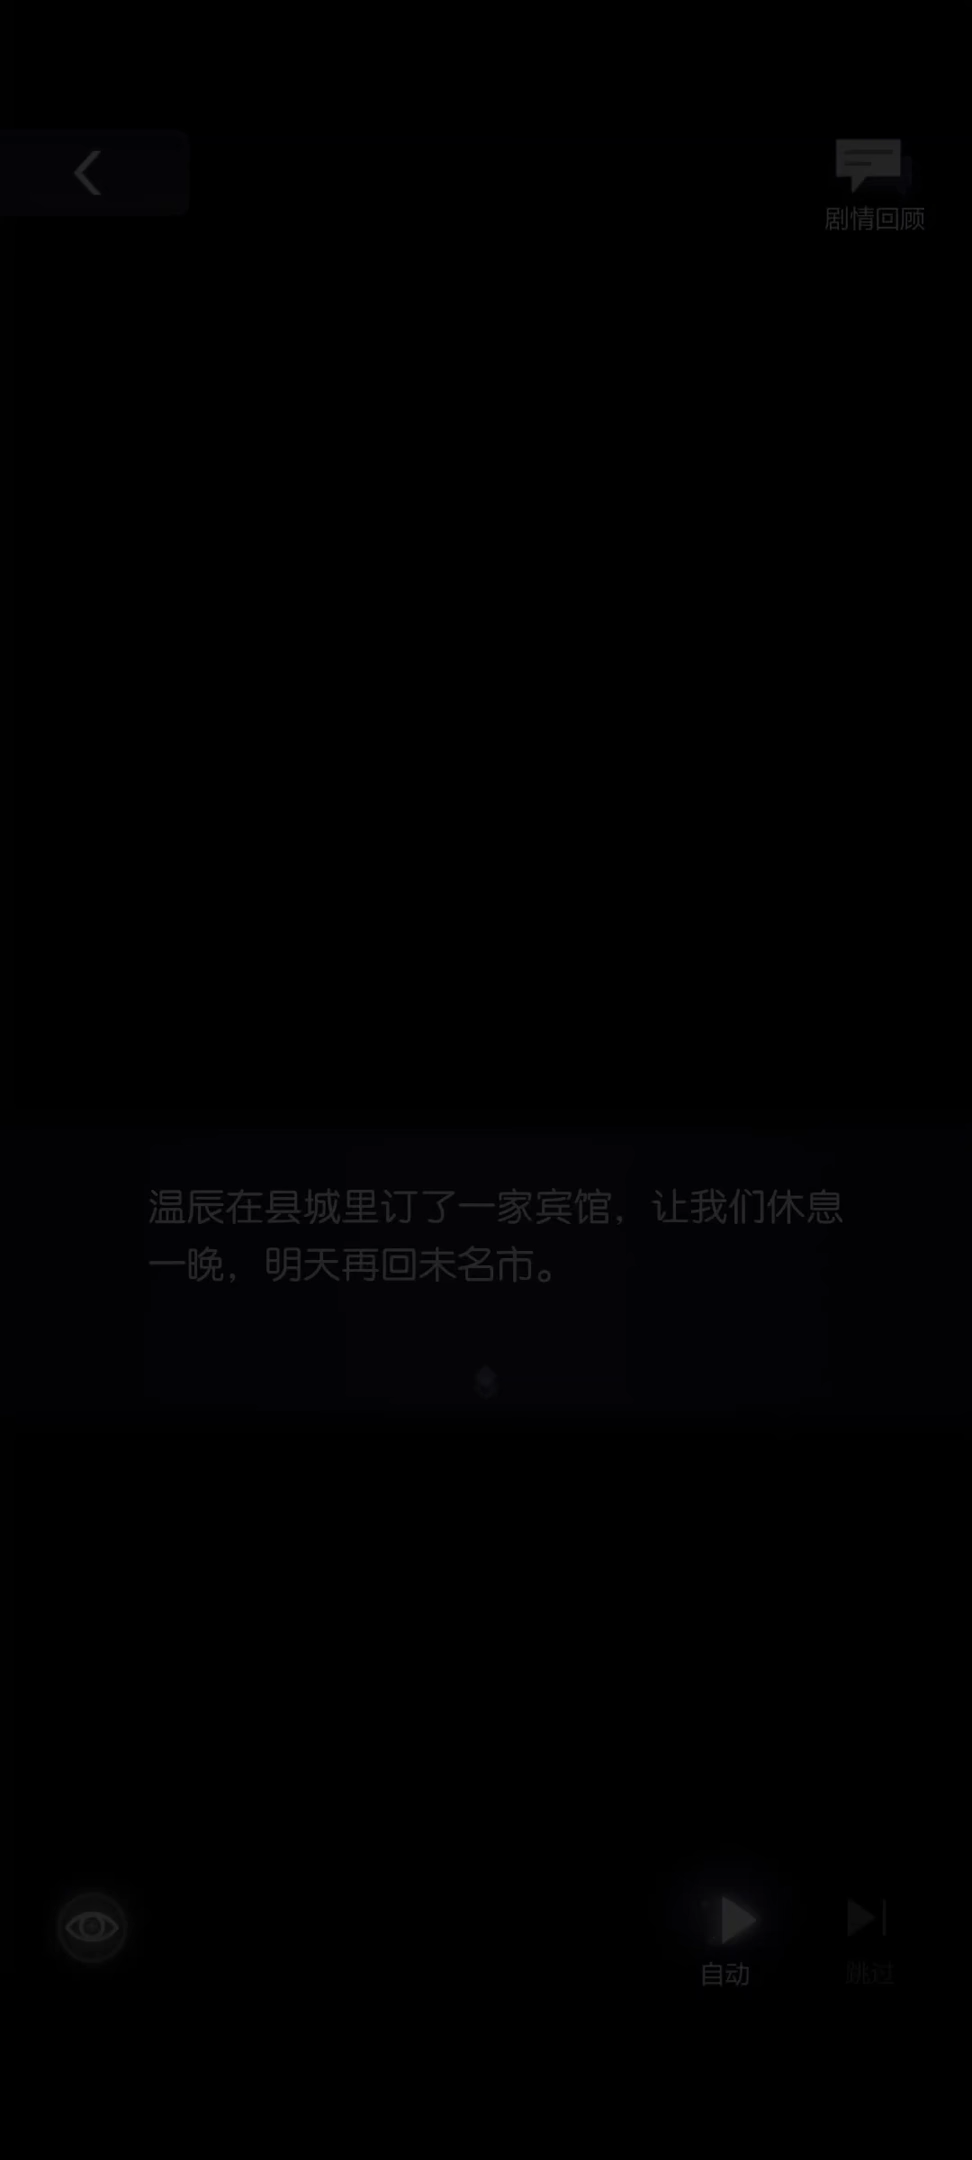 剧情回顾
温辰在县城里订了一家宾馆，让我们休息
一晚，明天再回未名市。
自动
跳过